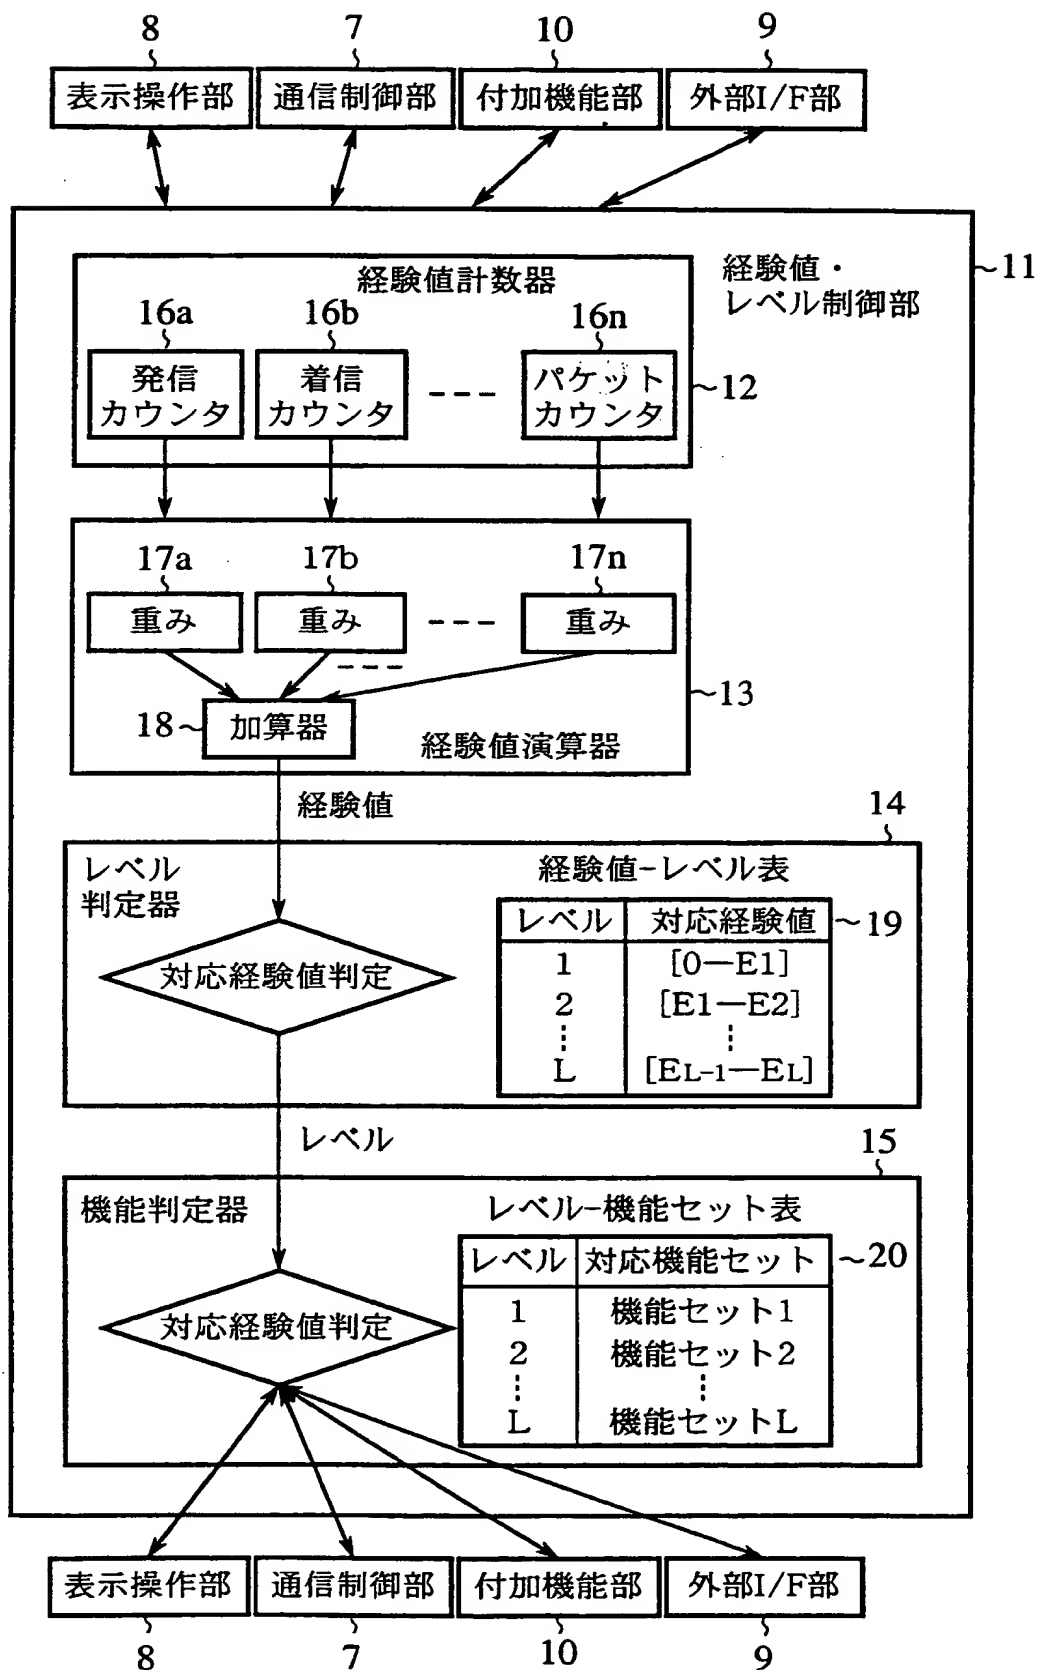 8 7 10 9
表示操作部 通信制御部 付加機能部 外部I/F部
11
経験値・
レベル制御部
経験値計数器
16a 16b 16n
発信
カウンタ
着信
カウンタ
パケット
カウンタ
12
17a 17b 17n
重み 重み 重み
13
18 加算器
経験値演算器
経験値
14
レベル
判定器
経験値-レベル表
レベル 対応経験値
19
対応経験値判定
1 [0—E1]
2 [E1—E2]
L [EL-1—EL]
レベル
15
機能判定器
レベル-機能セット表
レベル 対応機能セット
20
対応経験値判定
1 機能セット1
2 機能セット2
L 機能セットL
表示操作部 通信制御部 付加機能部 外部I/F部
8 7 10 9